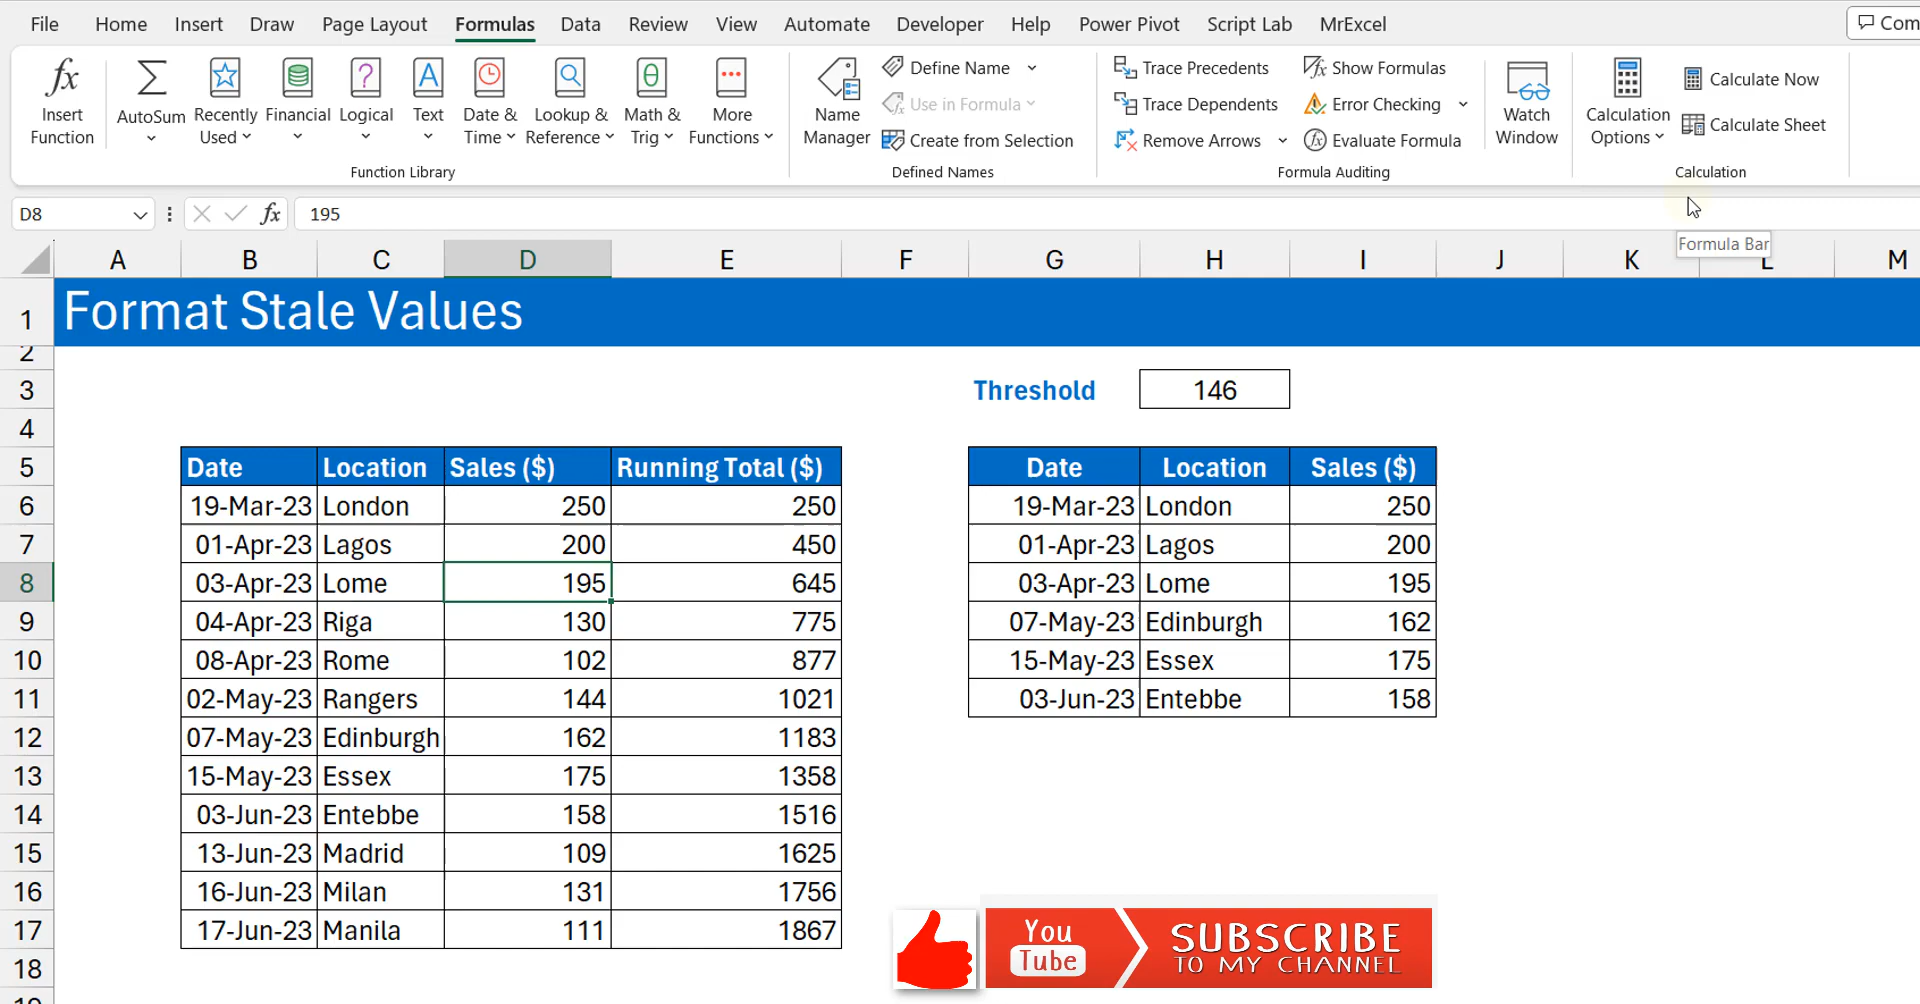 File Home Insert Draw Page Layout Formulas Data Review View Automate Developer Help Power Pivot Script Lab MrExcel
Insert Function
AutoSum
Recently Used
Financial
Logical
Text
Date & Time
Lookup & Reference
Math & Trig
More Functions
Function Library
Name Manager
Define Name
Use in Formula
Create from Selection
Defined Names
Trace Precedents
Trace Dependents
Remove Arrows
Show Formulas
Error Checking
Evaluate Formula
Formula Auditing
Watch Window
Calculation Options
Calculate Now
Calculate Sheet
Calculation
D8 fx 195
Formula Bar
A B C D E F G H I J K L M
1 Format Stale Values
2
3 Threshold 146
4
5 Date Location Sales ($) Running Total ($) Date Location Sales ($)
6 19-Mar-23 London 250 250 19-Mar-23 London 250
7 01-Apr-23 Lagos 200 450 01-Apr-23 Lagos 200
8 03-Apr-23 Lome 195 645 03-Apr-23 Lome 195
9 04-Apr-23 Riga 130 775 07-May-23 Edinburgh 162
10 08-Apr-23 Rome 102 877 15-May-23 Essex 175
11 02-May-23 Rangers 144 1021 03-Jun-23 Entebbe 158
12 07-May-23 Edinburgh 162 1183
13 15-May-23 Essex 175 1358
14 03-Jun-23 Entebbe 158 1516
15 13-Jun-23 Madrid 109 1625
16 16-Jun-23 Milan 131 1756
17 17-Jun-23 Manila 111 1867
18
You Tube
SUBSCRIBE
TO MY CHANNEL